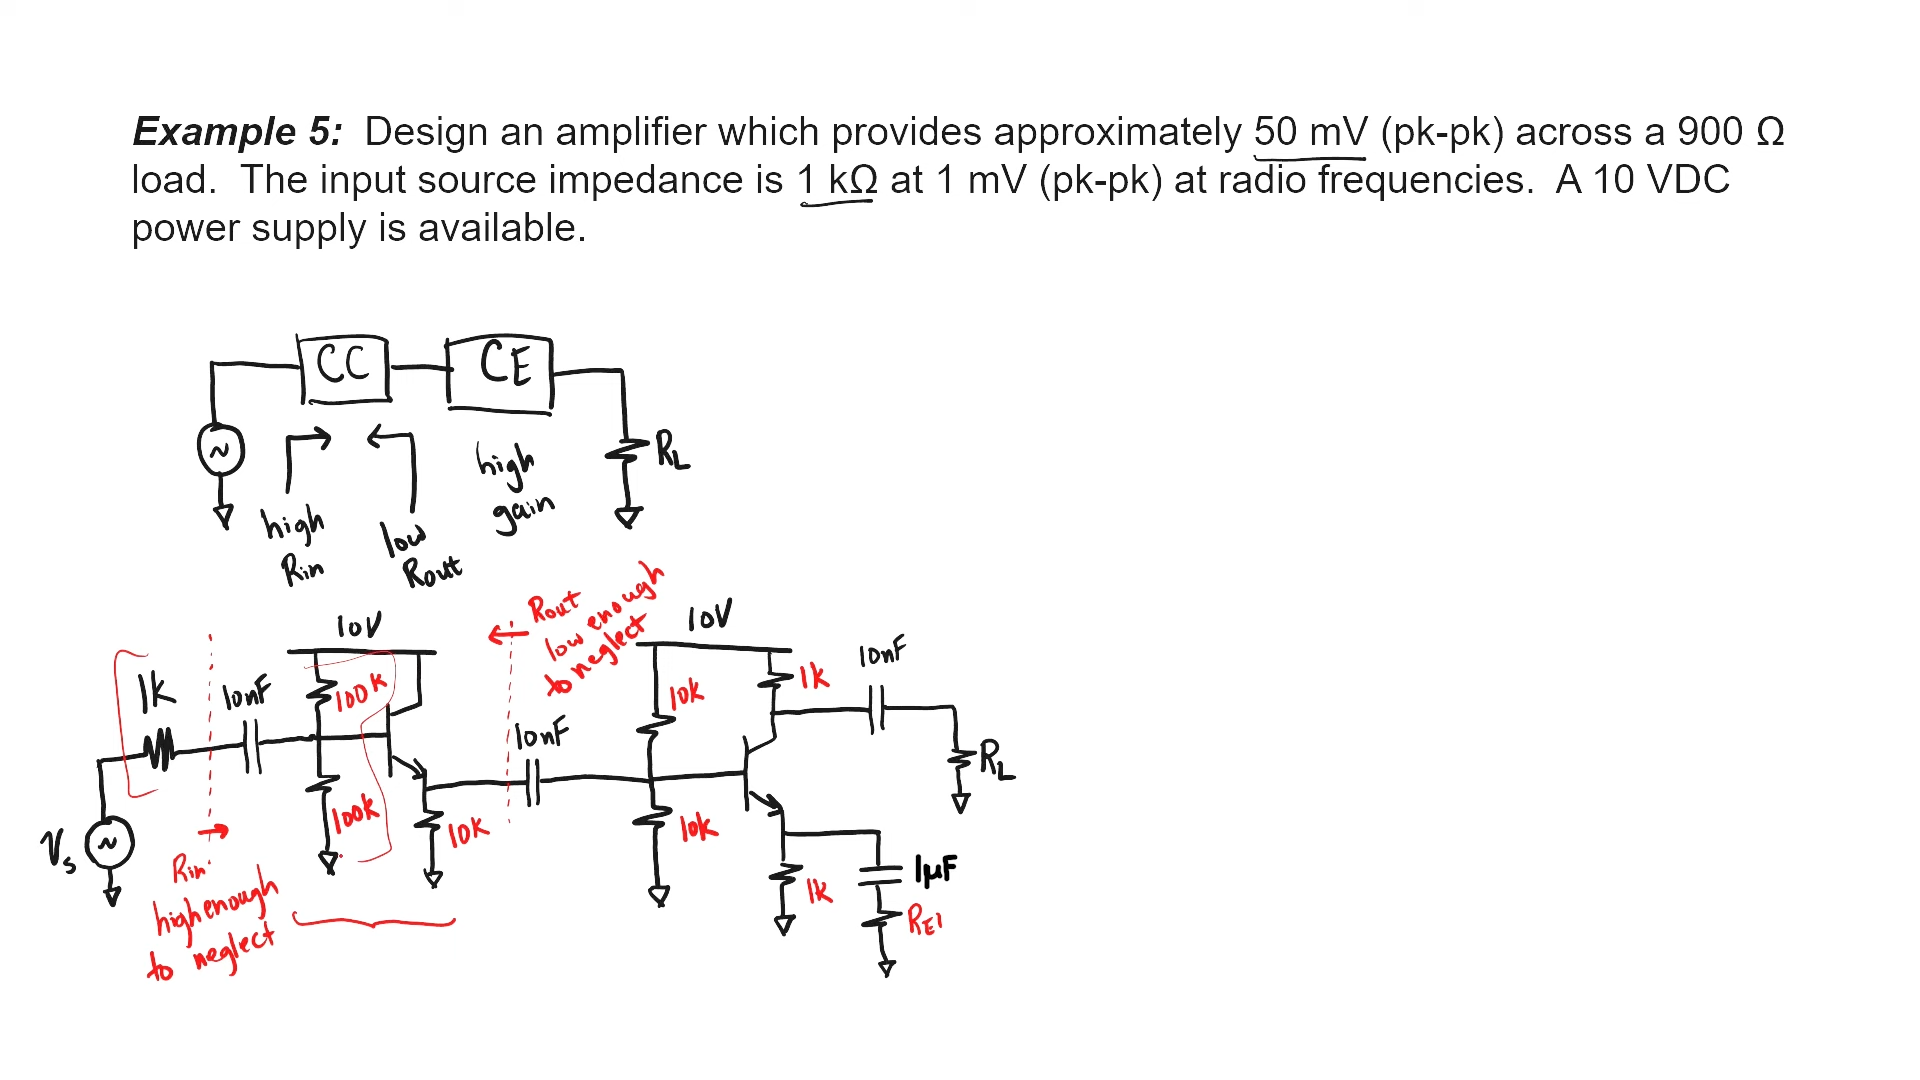 Example 5: Design an amplifier which provides approximately 50 mV (pk-pk) across a 900 Ω
load. The input source impedance is 1 kΩ at 1 mV (pk-pk) at radio frequencies. A 10 VDC
power supply is available.
CC
CE
RL
high
Rin
low
Rout
high
gain
10V
Rout
low enough
to neglect
10V
1k
10nF
100k
10nF
10k
1k
10nF
Vs
100k
10k
10k
RL
Rin
high enough
to neglect
1k
1μF
RE1